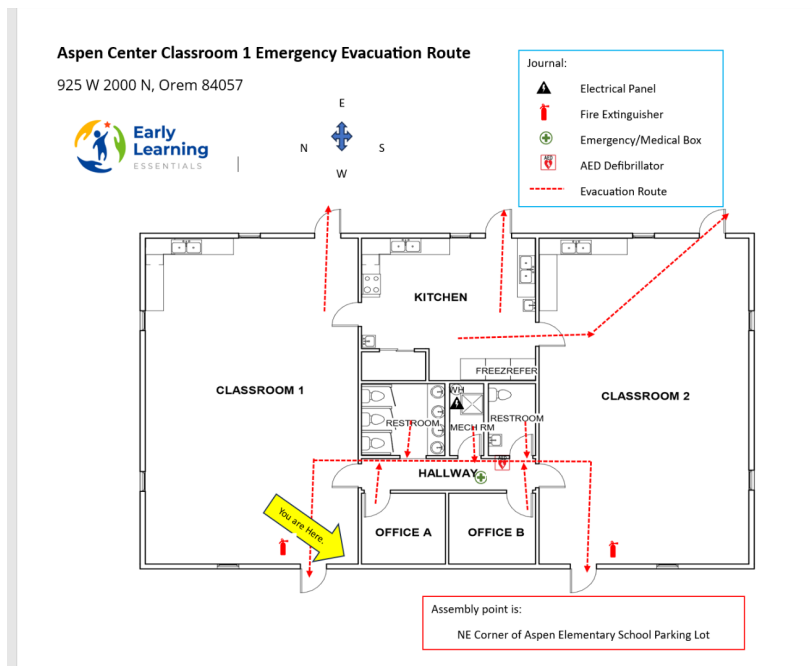 Aspen Center Classroom 1 Emergency Evacuation Route
925 W 2000 N, Orem 84057
Early
Learning
ESSENTIALS
E
N
S
W
Journal:
Electrical Panel
Fire Extinguisher
Emergency/Medical Box
AED
AED Defibrillator
Evacuation Route
KITCHEN
FREEZREFER
CLASSROOM 1
WH
CLASSROOM 2
RESTROOM
MECH RM
RESTROOM
AED
HALLWAY
You are Here.
OFFICE A
OFFICE B
Assembly point is:
NE Corner of Aspen Elementary School Parking Lot